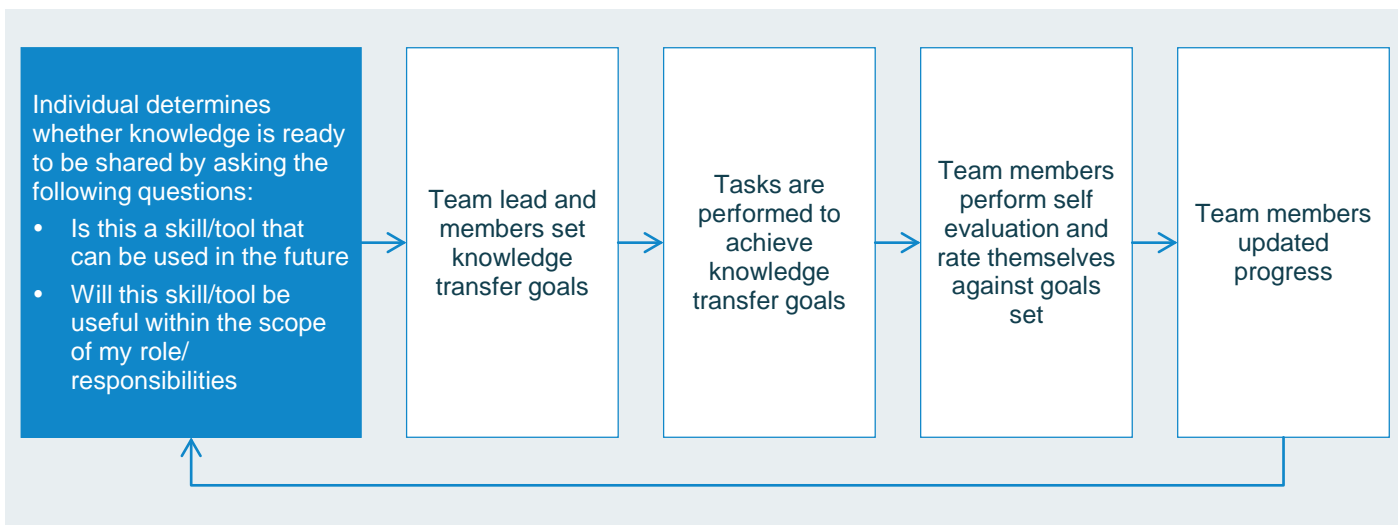 Individual determines
whether knowledge is ready
to be shared by asking the
following questions:
• Is this a skill/tool that
can be used in the future
• Will this skill/tool be
useful within the scope
of my role/
responsibilities
Team lead and
members set
knowledge
transfer goals
Tasks are
performed to
achieve
knowledge
transfer goals
Team members
perform self
evaluation and
rate themselves
against goals
set
Team members
updated
progress